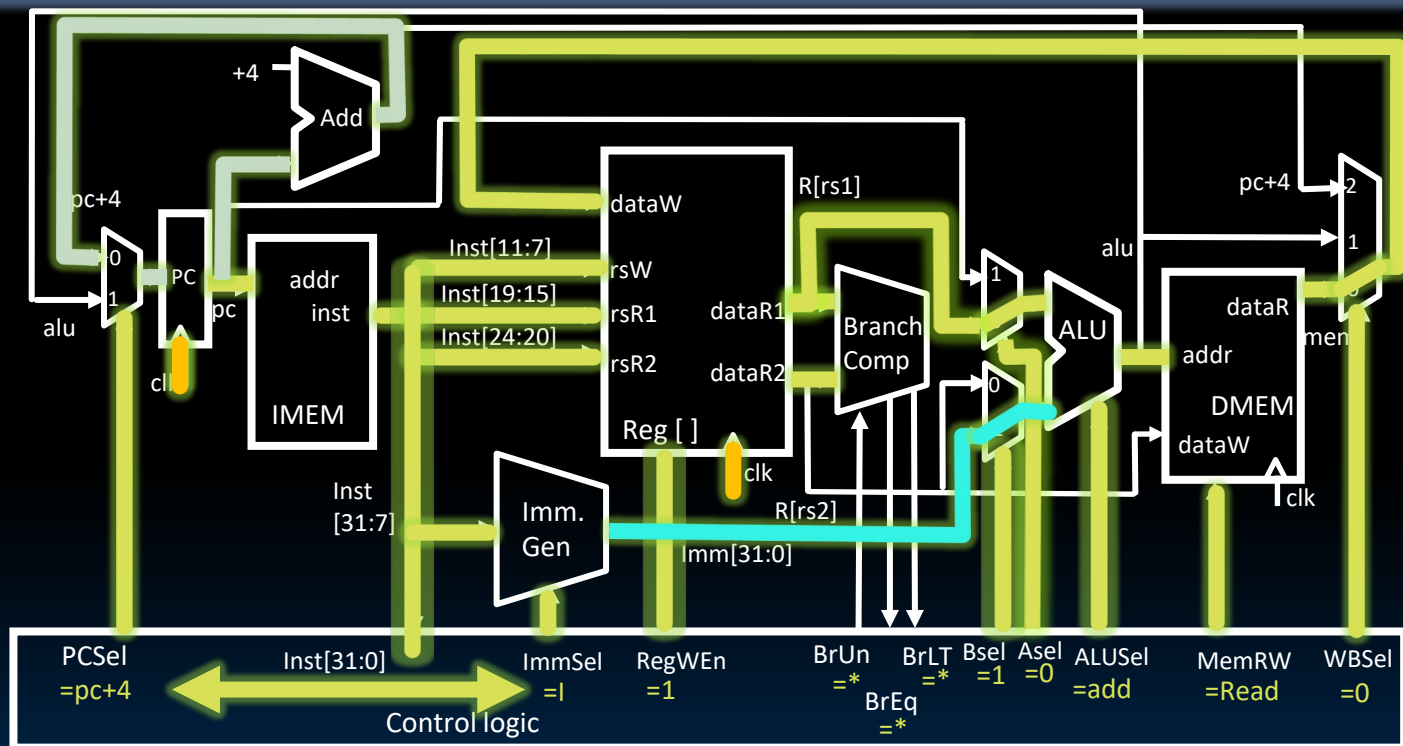 +4
Add
pc+4
0
1
alu
PC
pc
clk
addr
inst
IMEM
Inst[11:7]
Inst[19:15]
Inst[24:20]
dataW
rsW
rsR1
rsR2
dataR1
dataR2
Reg [ ]
clk
R[rs1]
Branch
Comp
1
0
ALU
alu
pc+4
2
1
0
dataR
mem
addr
DMEM
dataW
clk
Inst
[31:7]
Imm.
Gen
R[rs2]
Imm[31:0]
PCSel
=pc+4
Inst[31:0]
Control logic
ImmSel
=I
RegWEn
=1
BrUn
=*
BrEq
=*
BrLT
=*
Bsel
=1
Asel
=0
ALUSel
=add
MemRW
=Read
WBSel
=0